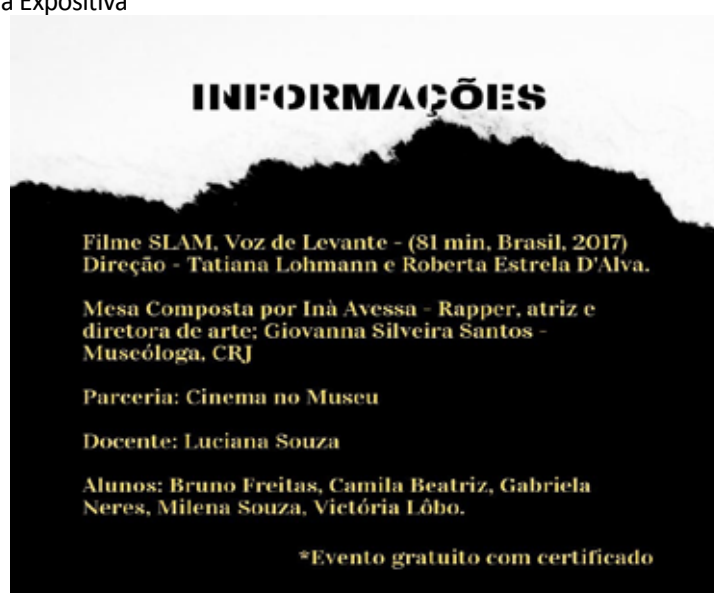 a Expositiva
INFORMAÇÕES
Filme SLAM, Voz de Levante - (81 min, Brasil, 2017)
Direção - Tatiana Lohmann e Roberta Estrela D'Alva.
Mesa Composta por Inà Avessa - Rapper, atriz e
diretora de arte; Giovanna Silveira Santos -
Museóloga, CRJ
Parceria: Cinema no Museu
Docente: Luciana Souza
Alunos: Bruno Freitas, Camila Beatriz, Gabriela
Neres, Milena Souza, Victória Lôbo.
*Evento gratuito com certificado